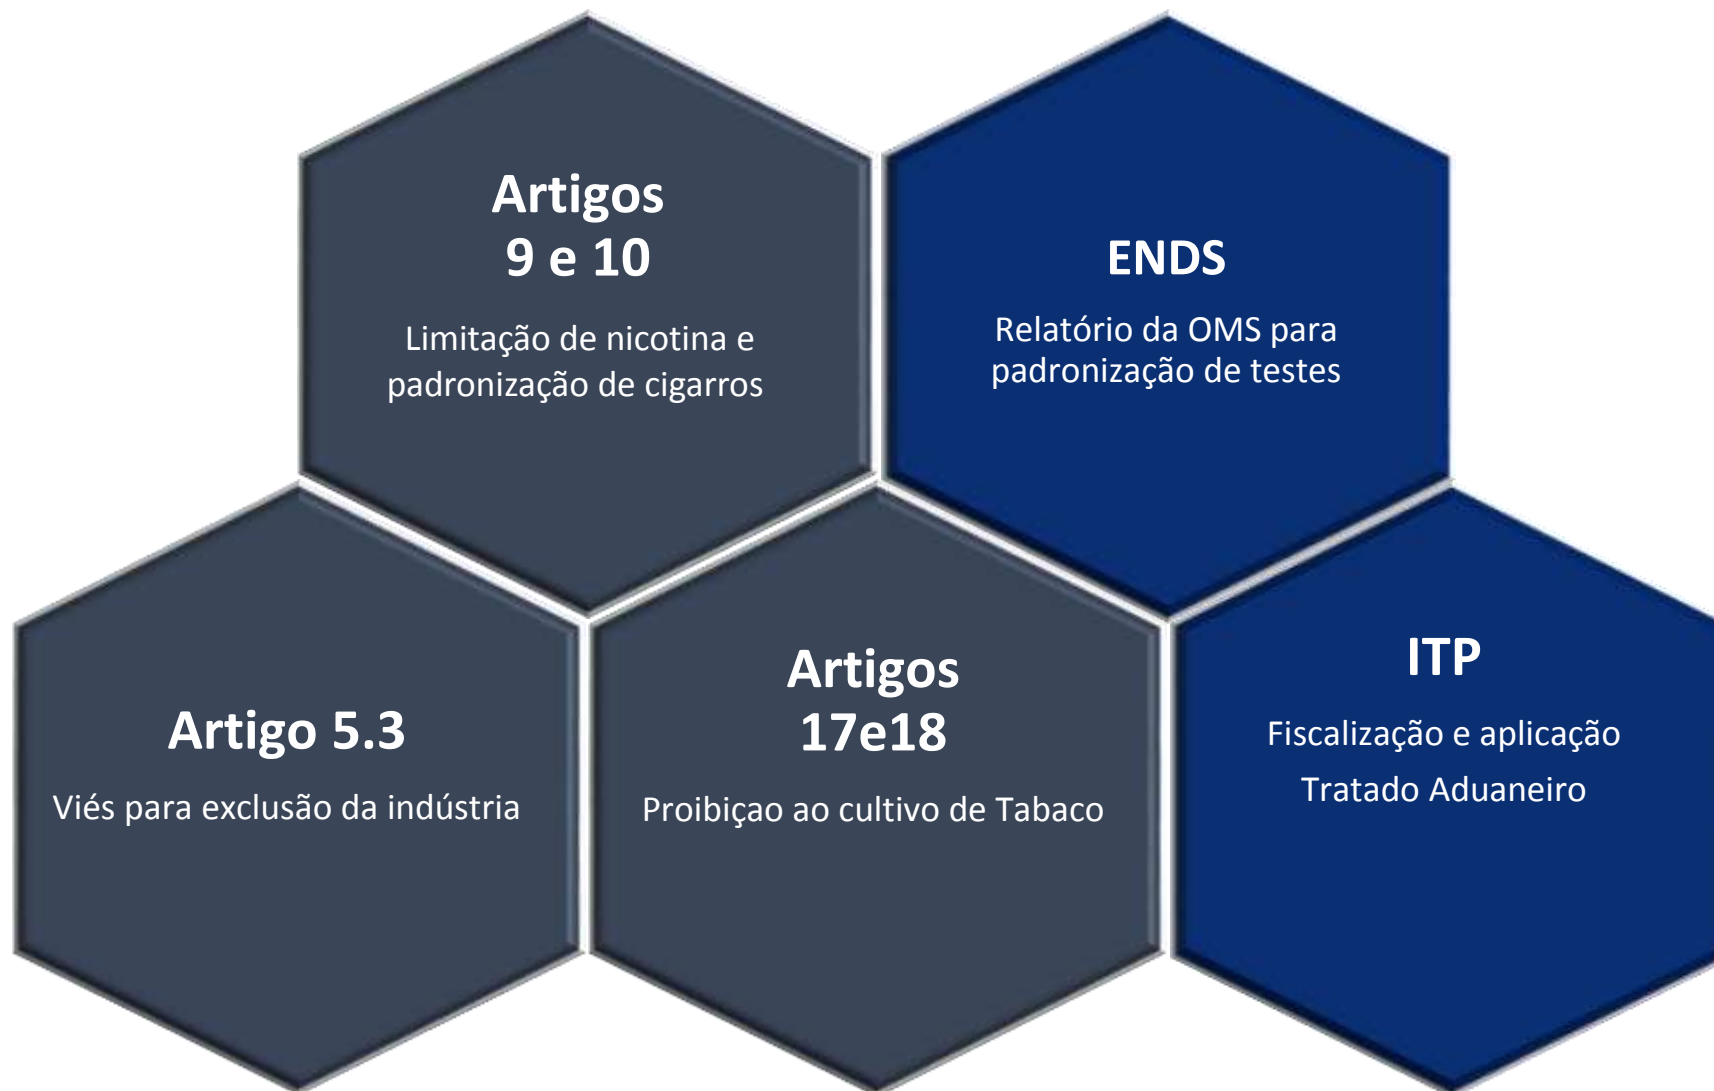 Artigos
9 e 10
Limitação de nicotina e
padronização de cigarros
ENDS
Relatório da OMS para
padronização de testes
Artigo 5.3
Viés para exclusão da indústria
Artigos
17e18
Proibiçao ao cultivo de Tabaco
ITP
Fiscalização e aplicação
Tratado Aduaneiro